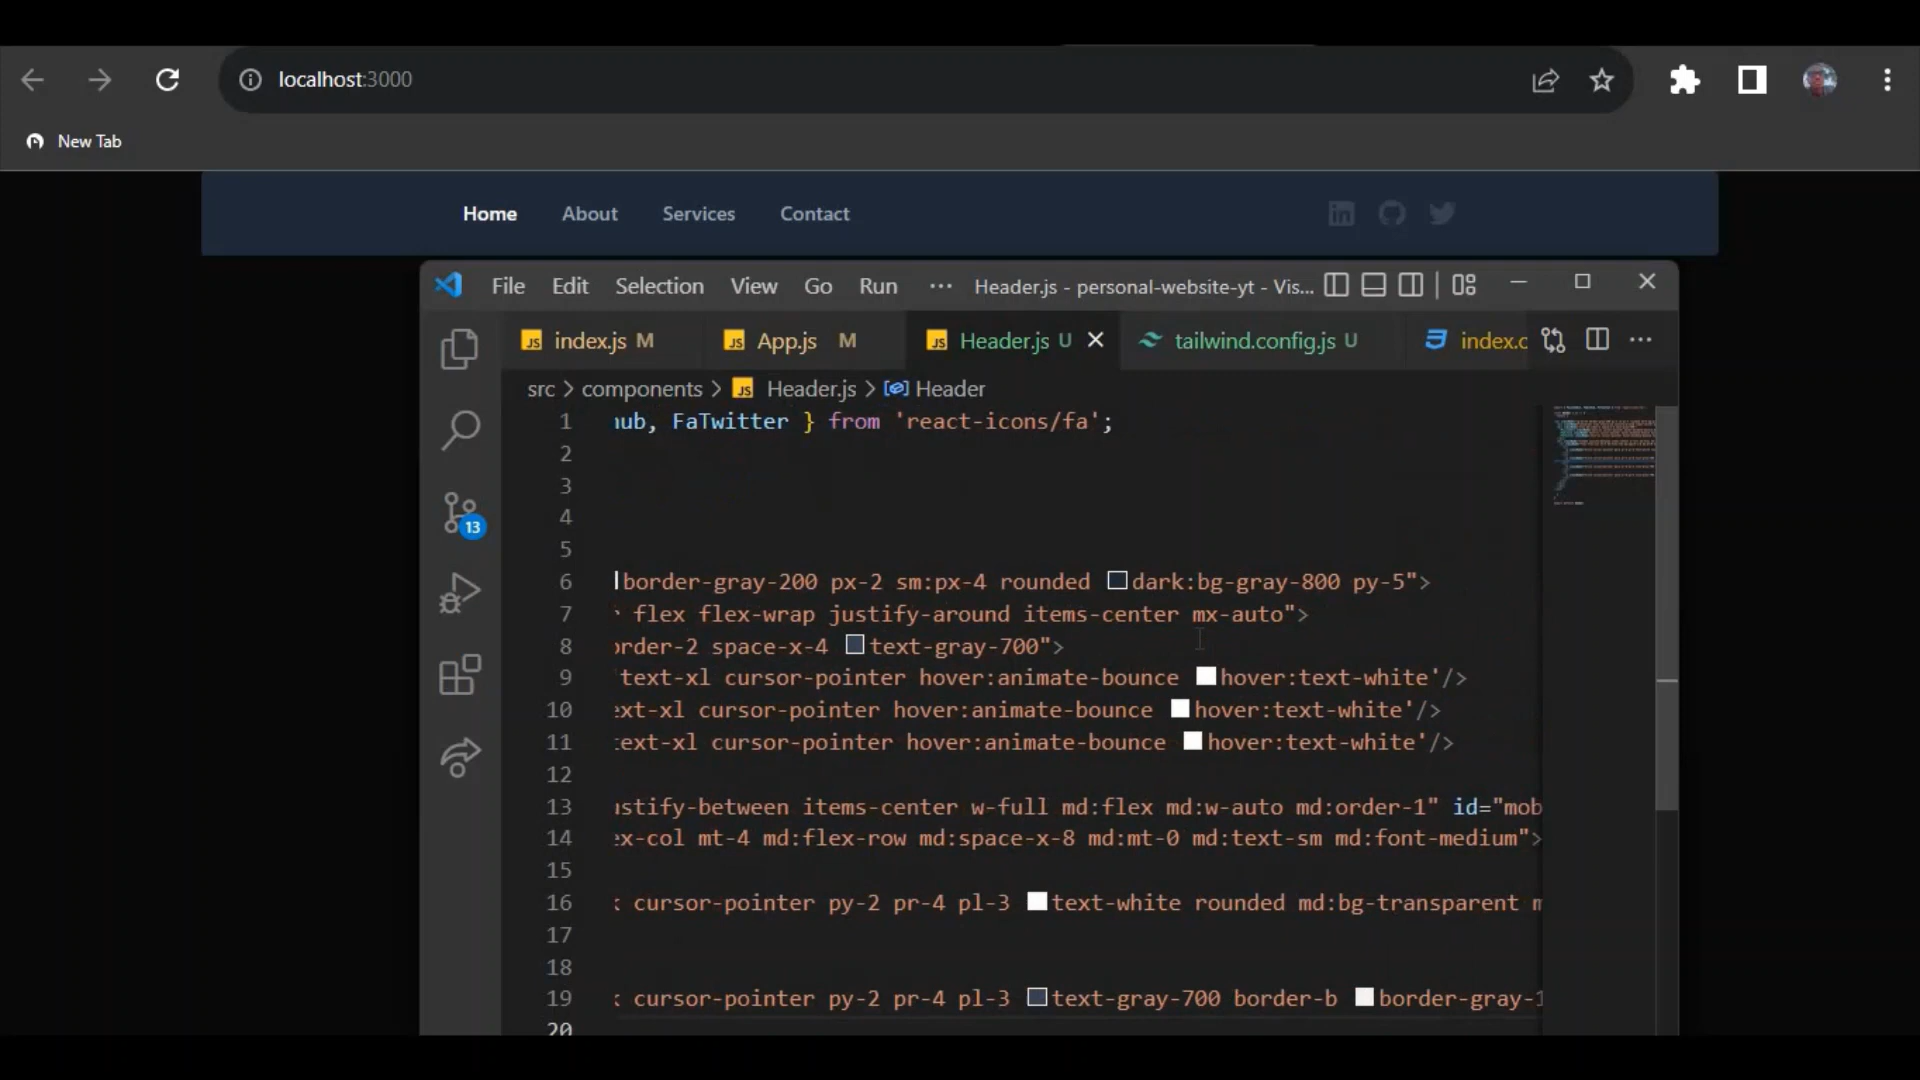 localhost:3000
New Tab
Home About Services Contact
File Edit Selection View Go Run ··· Header.js - personal-website-yt - Vis...
index.js M App.js M Header.js U tailwind.config.js U index.c
src > components > Header.js > Header
1 hub, FaTwitter } from 'react-icons/fa';
2
3
4
5
6 border-gray-200 px-2 sm:px-4 rounded dark:bg-gray-800 py-5">
7 r flex flex-wrap justify-around items-center mx-auto">
8 order-2 space-x-4 text-gray-700">
9 text-xl cursor-pointer hover:animate-bounce hover:text-white'/>
10 ext-xl cursor-pointer hover:animate-bounce hover:text-white'/>
11 text-xl cursor-pointer hover:animate-bounce hover:text-white'/>
12
13 ustify-between items-center w-full md:flex md:w-auto md:order-1" id="mob
14 ex-col mt-4 md:flex-row md:space-x-8 md:mt-0 md:text-sm md:font-medium">
15
16 k cursor-pointer py-2 pr-4 pl-3 text-white rounded md:bg-transparent m
17
18
19 k cursor-pointer py-2 pr-4 pl-3 text-gray-700 border-b border-gray-1
20
13